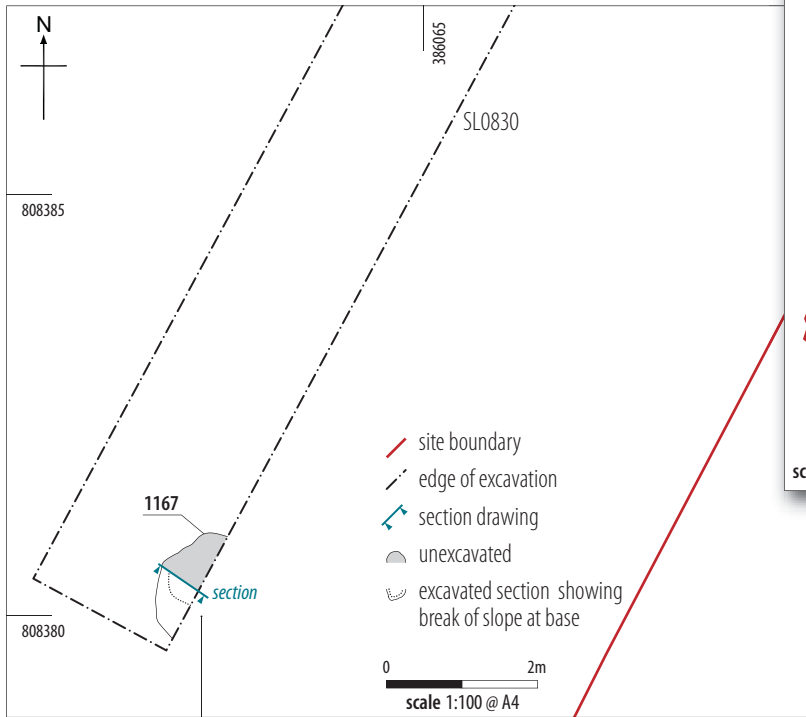 N
386065
SL0830
808385
site boundary
edge of excavation
section drawing
unexcavated
excavated section showing
break of slope at base
1167
section
808380
0 2m
scale 1:100 @ A4
sc